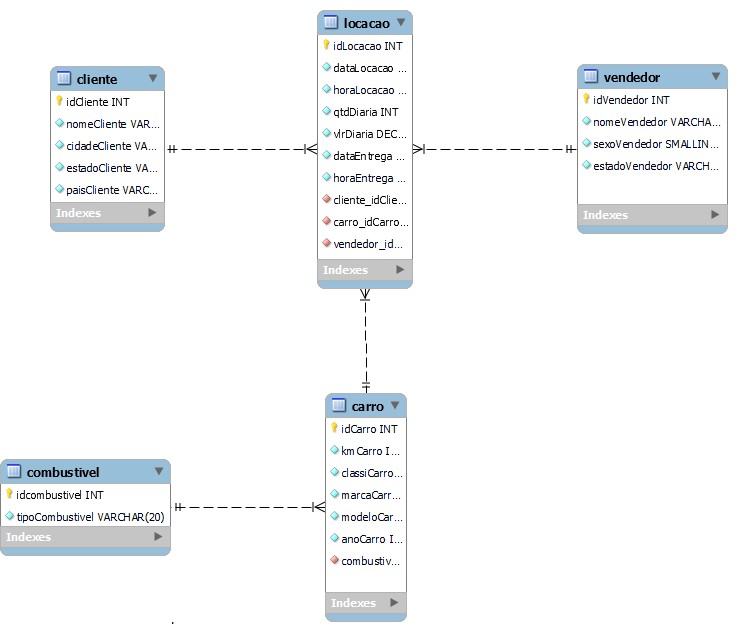 locacao
idLocacao INT
dataLocacao ...
horaLocacao ...
qtdDiaria INT
vlrDiaria DEC...
dataEntrega ...
horaEntrega ...
cliente_idClie...
carro_idCarro...
vendedor_id...
Indexes
cliente
idCliente INT
nomeCliente VAR...
cidadeCliente VA...
estadoCliente VA...
paisCliente VARC...
Indexes
vendedor
idVendedor INT
nomeVendedor VARCHA...
sexoVendedor SMALLIN...
estadoVendedor VARCH...
Indexes
carro
idCarro INT
kmCarro I...
classiCarro...
marcaCarr...
modeloCar...
anoCarro I...
combustiv...
Indexes
combustivel
idcombustivel INT
tipoCombustivel VARCHAR(20)
Indexes